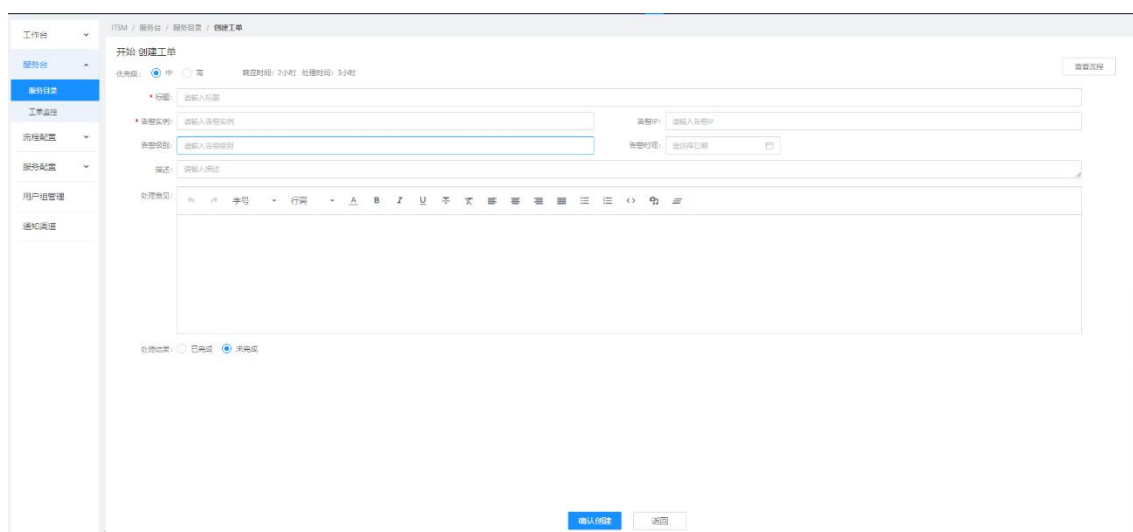 ITSM / 服务台 / 服务目录 / 创建工单
工作台
服务台
服务目录
工单监控
流程配置
服务配置
用户组管理
通知渠道
开始 创建工单
优先级: 中 高 响应时间: 2小时 处理时间: 3小时
查看流程
* 标题: 请输入标题
* 告警实例: 请输入告警实例 告警IP: 请输入告警IP
告警级别: 请输入告警级别 告警时间: 请选择日期
描述: 请输入描述
处理意见:
字号 行高 A B I U
处理结果: 已完成 未完成
确认创建 返回